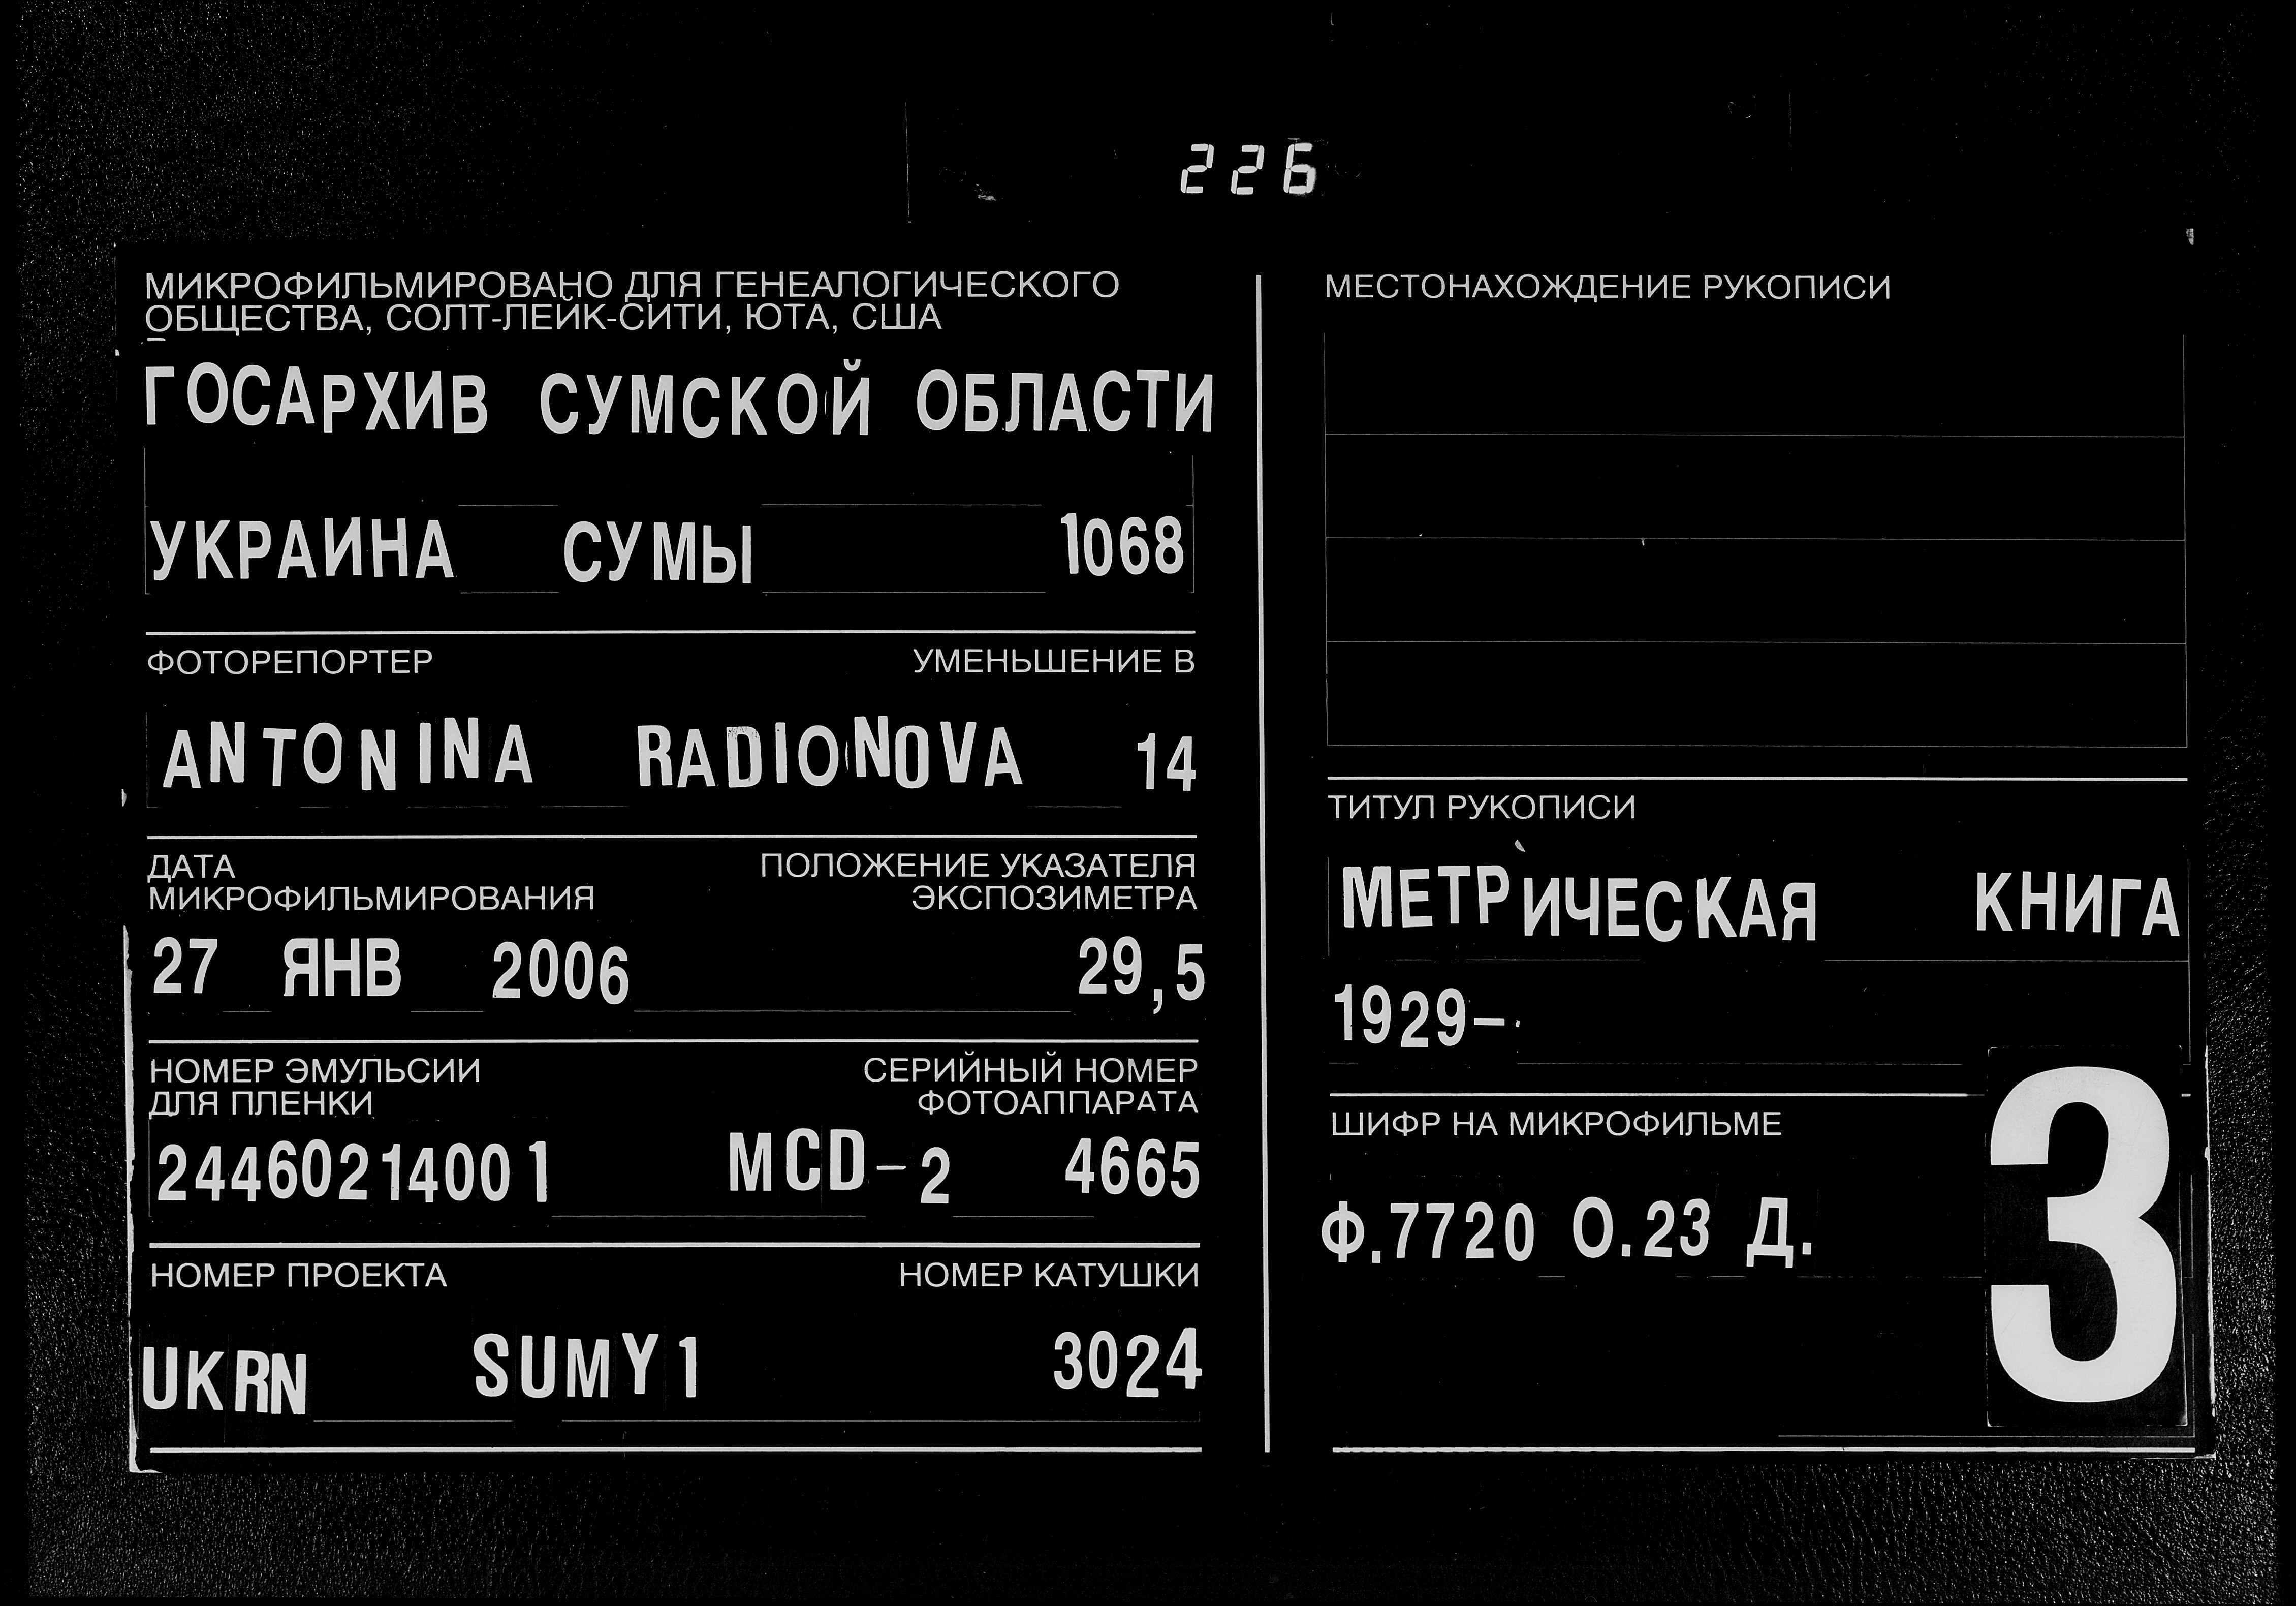 226
МИКРОФИЛЬМИРОВАНО ДЛЯ ГЕНЕАЛОГИЧЕСКОГО
ОБЩЕСТВА, СОЛТ-ЛЕЙК-СИТИ, ЮТА, США
ГОСАРХИВ СУМСКОЙ ОБЛАСТИ
УКРАИНА СУМЫ 1068
ФОТОРЕПОРТЕР УМЕНЬШЕНИЕ В
ANTONINA RADIONOVA 14
ДАТА ПОЛОЖЕНИЕ УКАЗАТЕЛЯ
МИКРОФИЛЬМИРОВАНИЯ ЭКСПОЗИМЕТРА
27 ЯНВ 2006 29,5
НОМЕР ЭМУЛЬСИИ СЕРИЙНЫЙ НОМЕР
ДЛЯ ПЛЕНКИ ФОТОАППАРАТА
24460214001 MCD-2 4665
НОМЕР ПРОЕКТА НОМЕР КАТУШКИ
UKRN SUMY1 3024
МЕСТОНАХОЖДЕНИЕ РУКОПИСИ
ТИТУЛ РУКОПИСИ
МЕТРИЧЕСКАЯ КНИГА
1929-
ШИФР НА МИКРОФИЛЬМЕ
Ф.7720 О.23 Д.
3